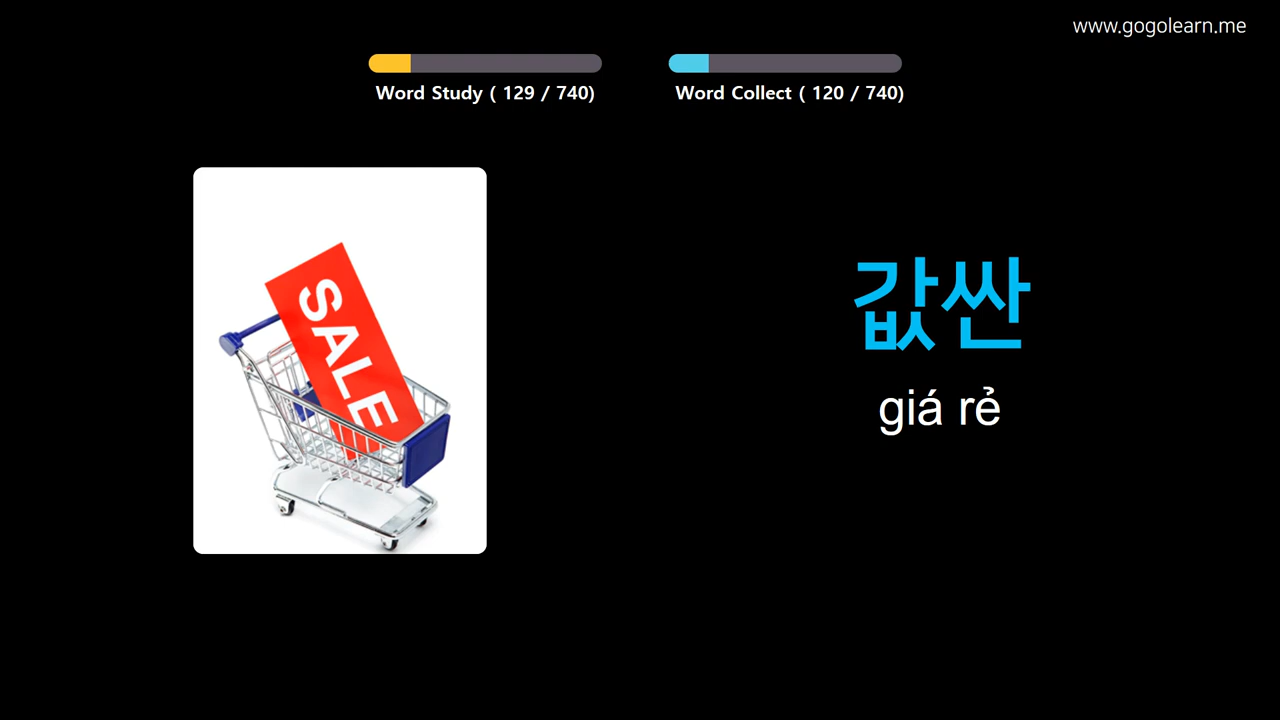 www.gogolearn.me
Word Study ( 129 / 740)
Word Collect ( 120 / 740)
SALE
값싼
giá rẻ